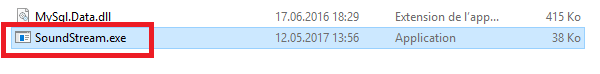 MySql.Data.dll 17.06.2016 18:29 Extension de l'app... 415 Ko
SoundStream.exe 12.05.2017 13:56 Application 38 Ko